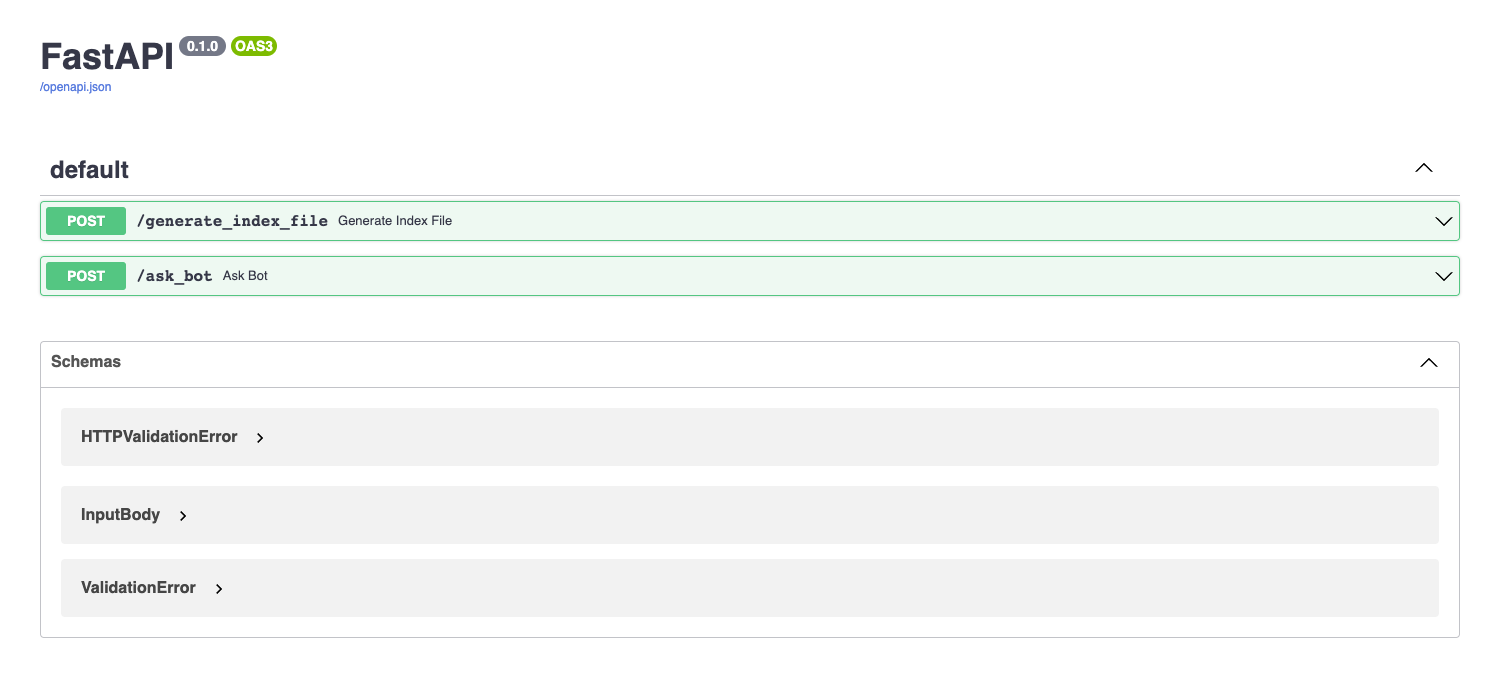 FastAPI 0.1.0 OAS3
/openapi.json
default
POST /generate_index_file Generate Index File
POST /ask_bot Ask Bot
Schemas
HTTPValidationError
InputBody
ValidationError